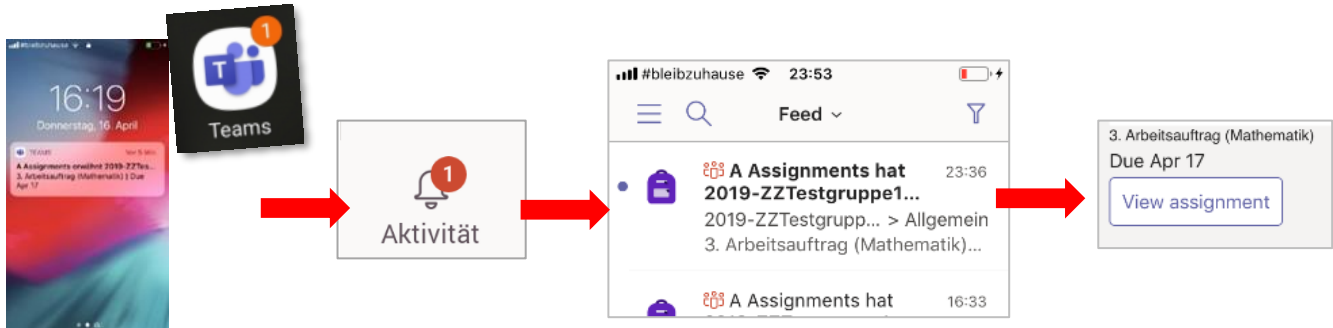 #bleibzuhause
16:19
Donnerstag, 16. April
TEAMS
A Assignments erwähnt 2019-ZZTes...
3. Arbeitsauftrag (Mathematik) | Due
Apr 17
1
T
Teams
1
Aktivität
#bleibzuhause 23:53
Feed
A Assignments hat 23:36
2019-ZZTestgruppe1...
2019-ZZTestgrupp... > Allgemein
3. Arbeitsauftrag (Mathematik)...
A Assignments hat 16:33
3. Arbeitsauftrag (Mathematik)
Due Apr 17
View assignment